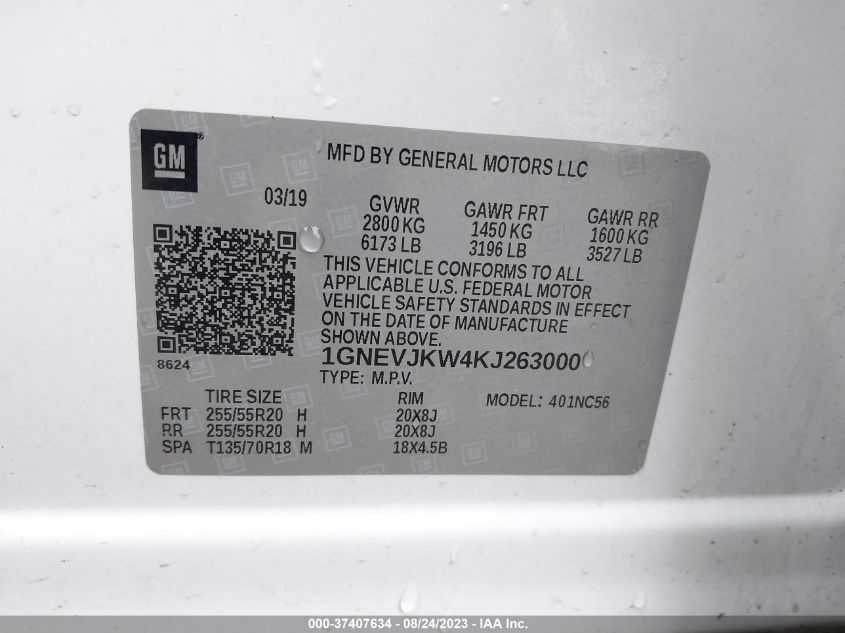 GM
MFD BY GENERAL MOTORS LLC
03/19
GVWR GAWR FRT GAWR RR
2800 KG 1450 KG 1600 KG
6173 LB 3196 LB 3527 LB
THIS VEHICLE CONFORMS TO ALL
APPLICABLE U.S. FEDERAL MOTOR
VEHICLE SAFETY STANDARDS IN EFFECT
ON THE DATE OF MANUFACTURE
SHOWN ABOVE.
8624
1GNEVJKW4KJ263000
TYPE: M.P.V.
TIRE SIZE RIM MODEL: 401NC56
FRT 255/55R20 H 20X8J
RR 255/55R20 H 20X8J
SPA T135/70R18 M 18X4.5B
000-37407634 - 08/24/2023 - IAA Inc.